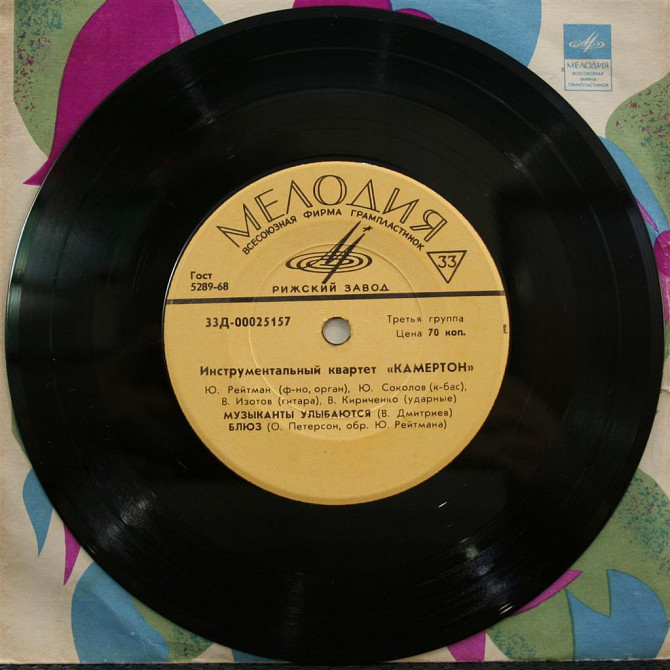 МЕЛОДИЯ
ВСЕСОЮЗНАЯ
ФИРМА
ГРАМПЛАСТИНОК
МЕЛОДИЯ
ВСЕСОЮЗНАЯ ФИРМА ГРАМПЛАСТИНОК
33
Гост
5289-68
РИЖСКИЙ ЗАВОД
33Д-00025157
Третья группа
Цена 70 коп.
Инструментальный квартет «КАМЕРТОН»
Ю. Рейтман (ф-но, орган), Ю. Соколов (к-бас),
В. Изотов (гитара), В. Кириченко (ударные)
МУЗЫКАНТЫ УЛЫБАЮТСЯ (В. Дмитриев)
БЛЮЗ (О. Петерсон, обр. Ю. Рейтмана)